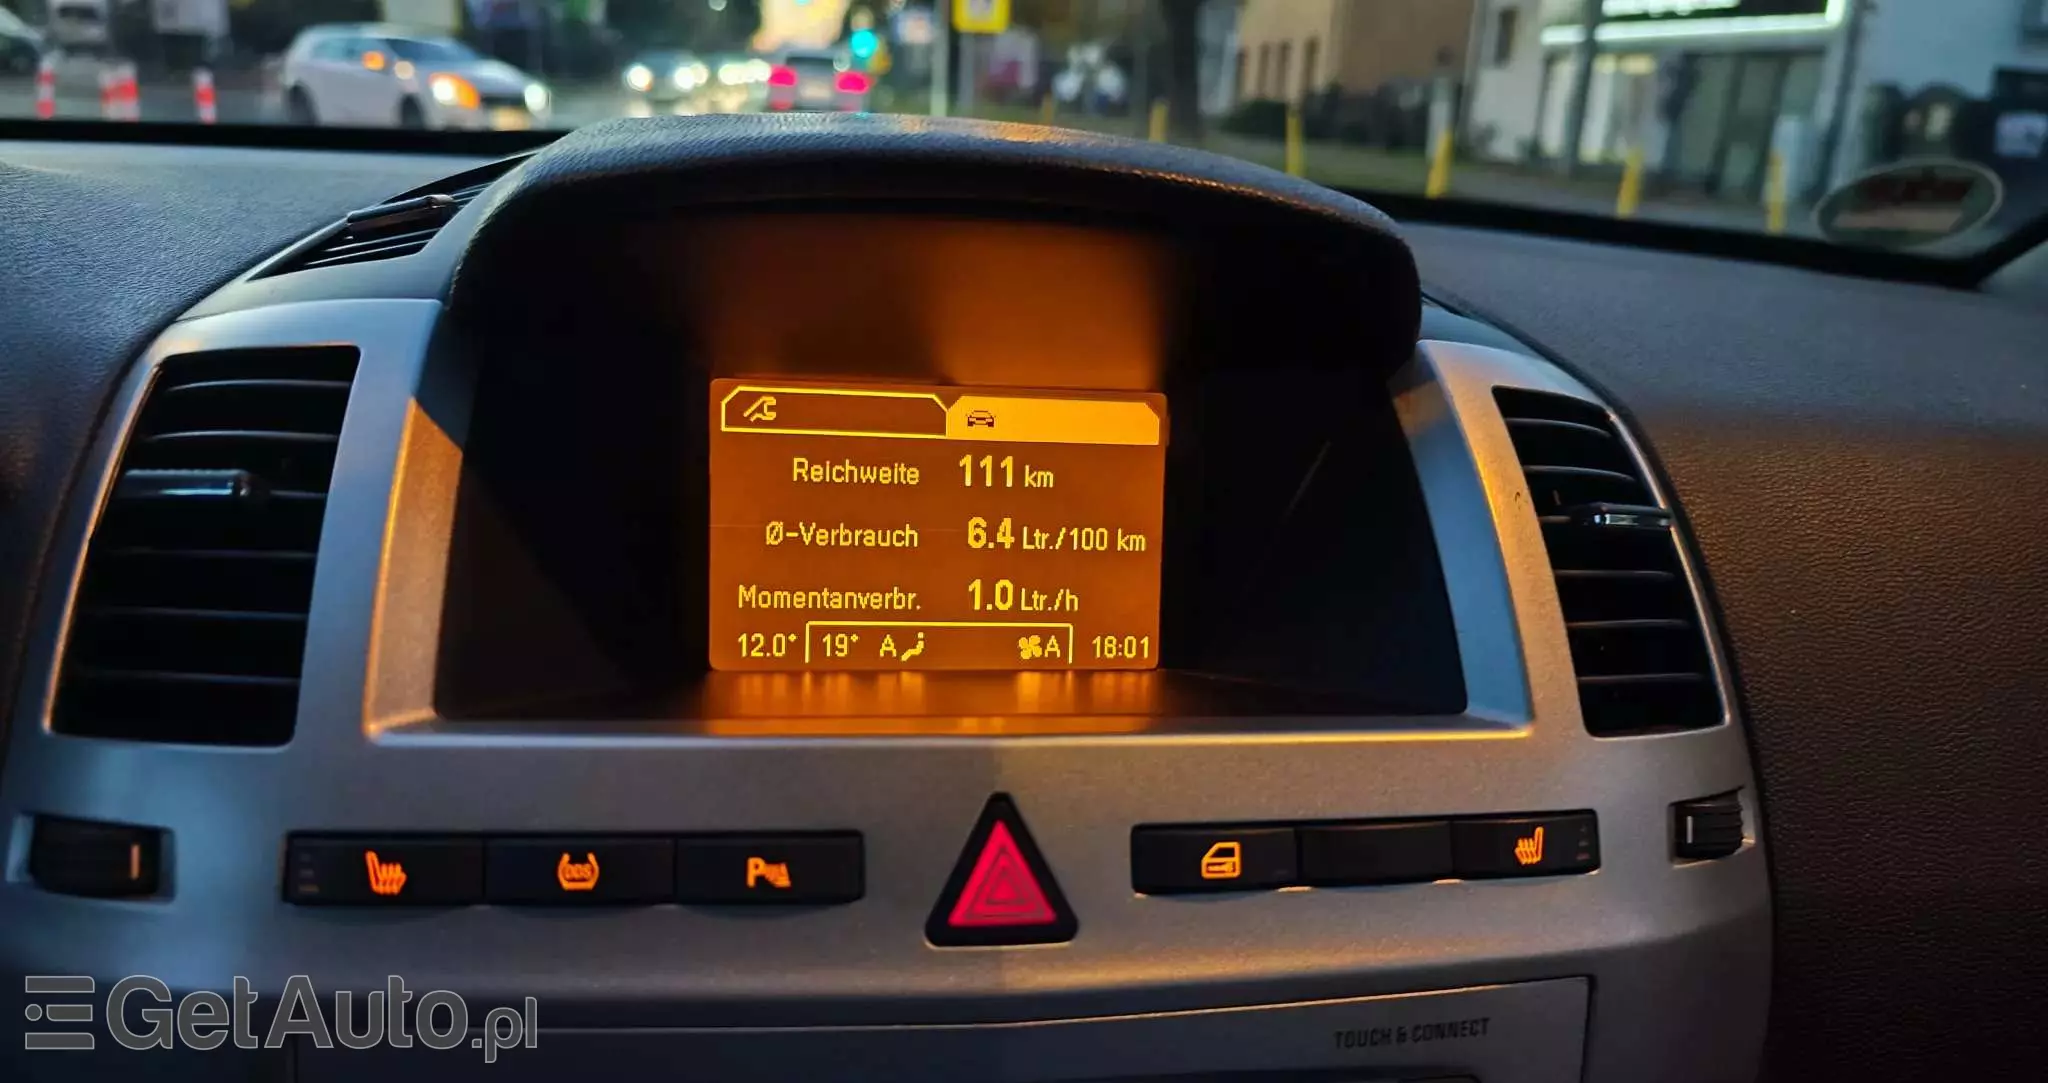 Reichweite 111 km
Ø-Verbrauch 6.4 Ltr./100 km
Momentanverbr. 1.0 Ltr./h
12.0° 19° A A 18:01
DDS
P
TOUCH & CONNECT
GetAuto.pl